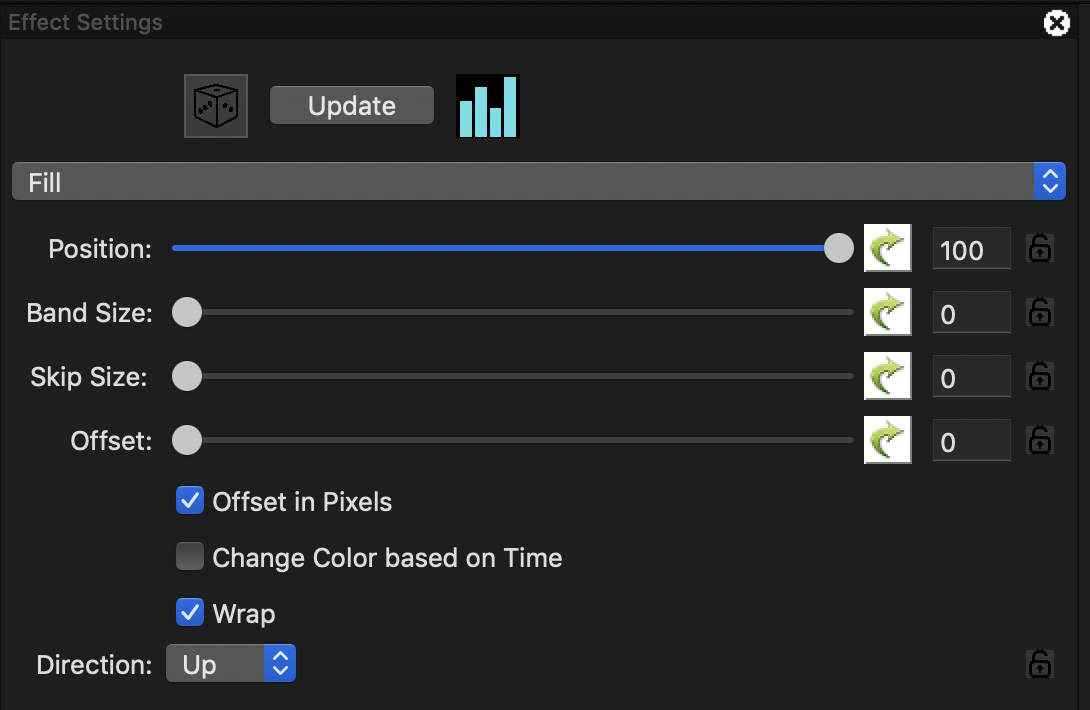 Effect Settings
Update
Fill
Position: 100
Band Size: 0
Skip Size: 0
Offset: 0
Offset in Pixels
Change Color based on Time
Wrap
Direction: Up